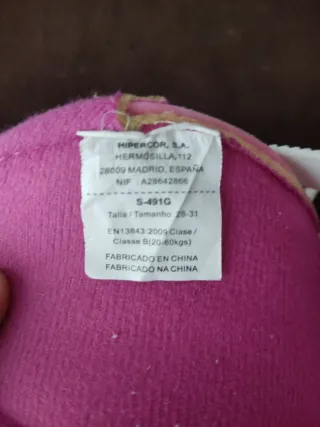 HIPERCOR, S.A.
HERMOSILLA, 112
28009 MADRID, ESPAÑA
NIF : A28642866
S-491G
Talla / Tamanho: 28-31
EN13843:2009 Clase /
Classe B(20-60kgs)
FABRICADO EN CHINA
FABRICADO NA CHINA